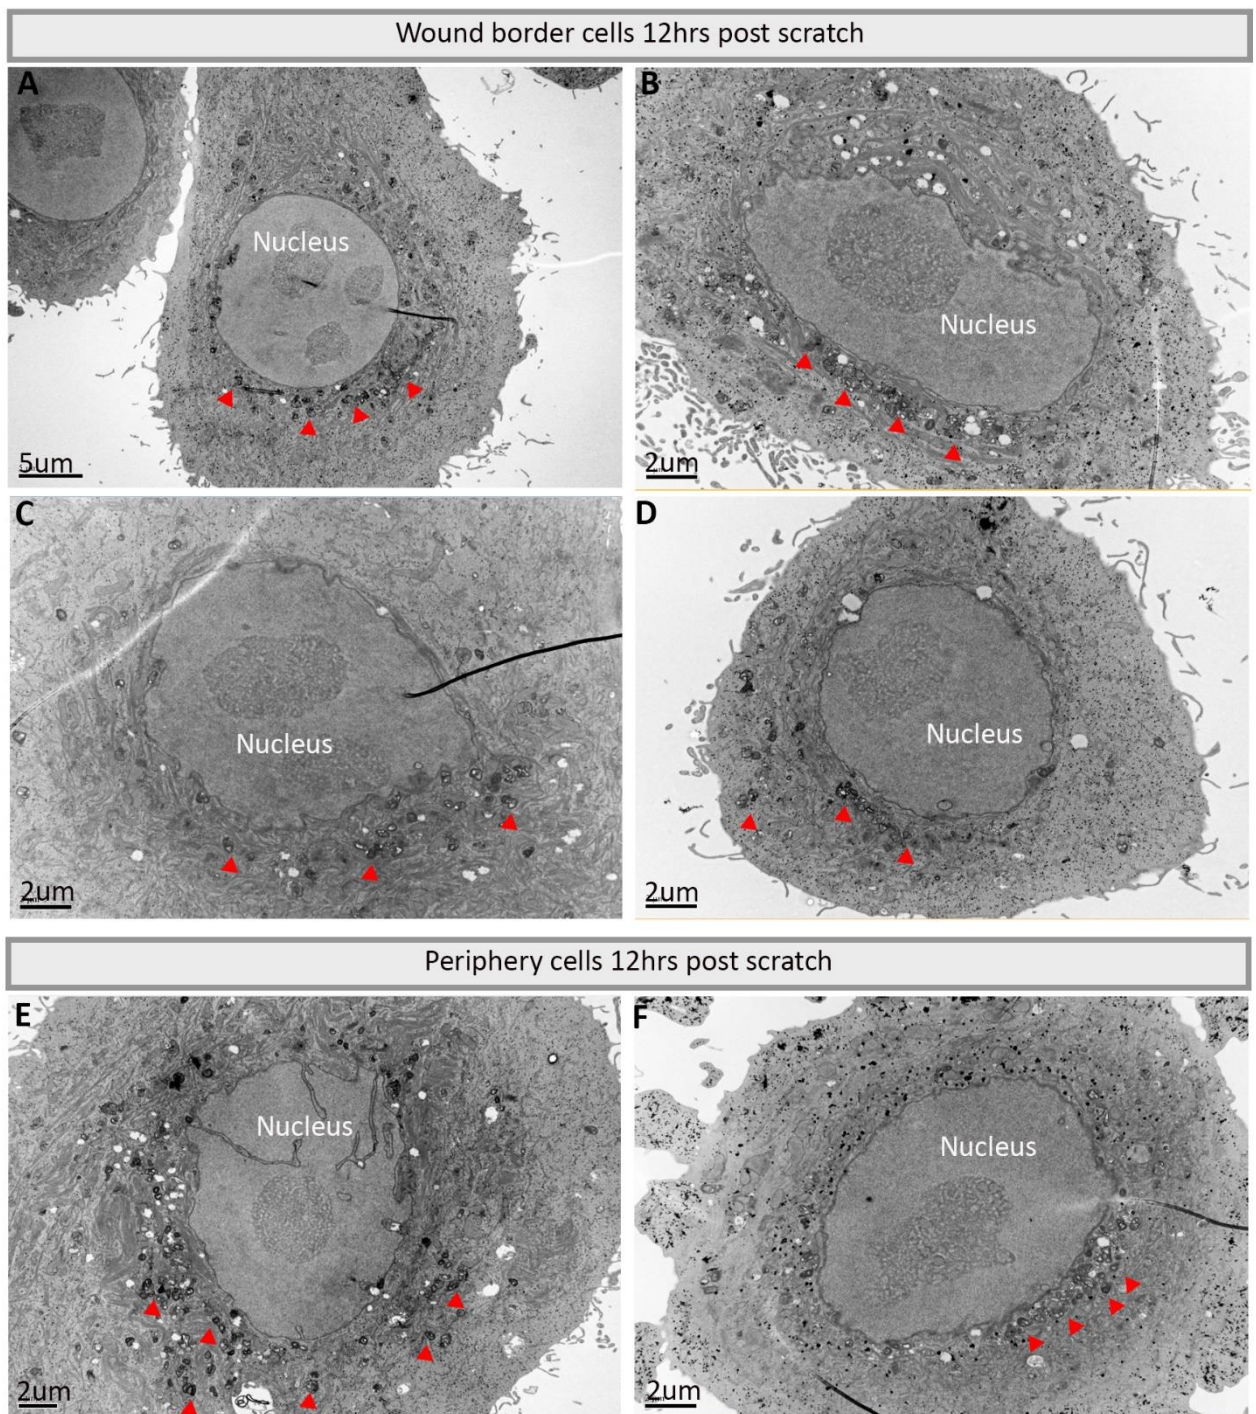 Wound border cells 12hrs post scratch
A
Nucleus
5um
B
Nucleus
2um
C
Nucleus
2um
D
Nucleus
2um
Periphery cells 12hrs post scratch
E
Nucleus
2um
F
Nucleus
2um